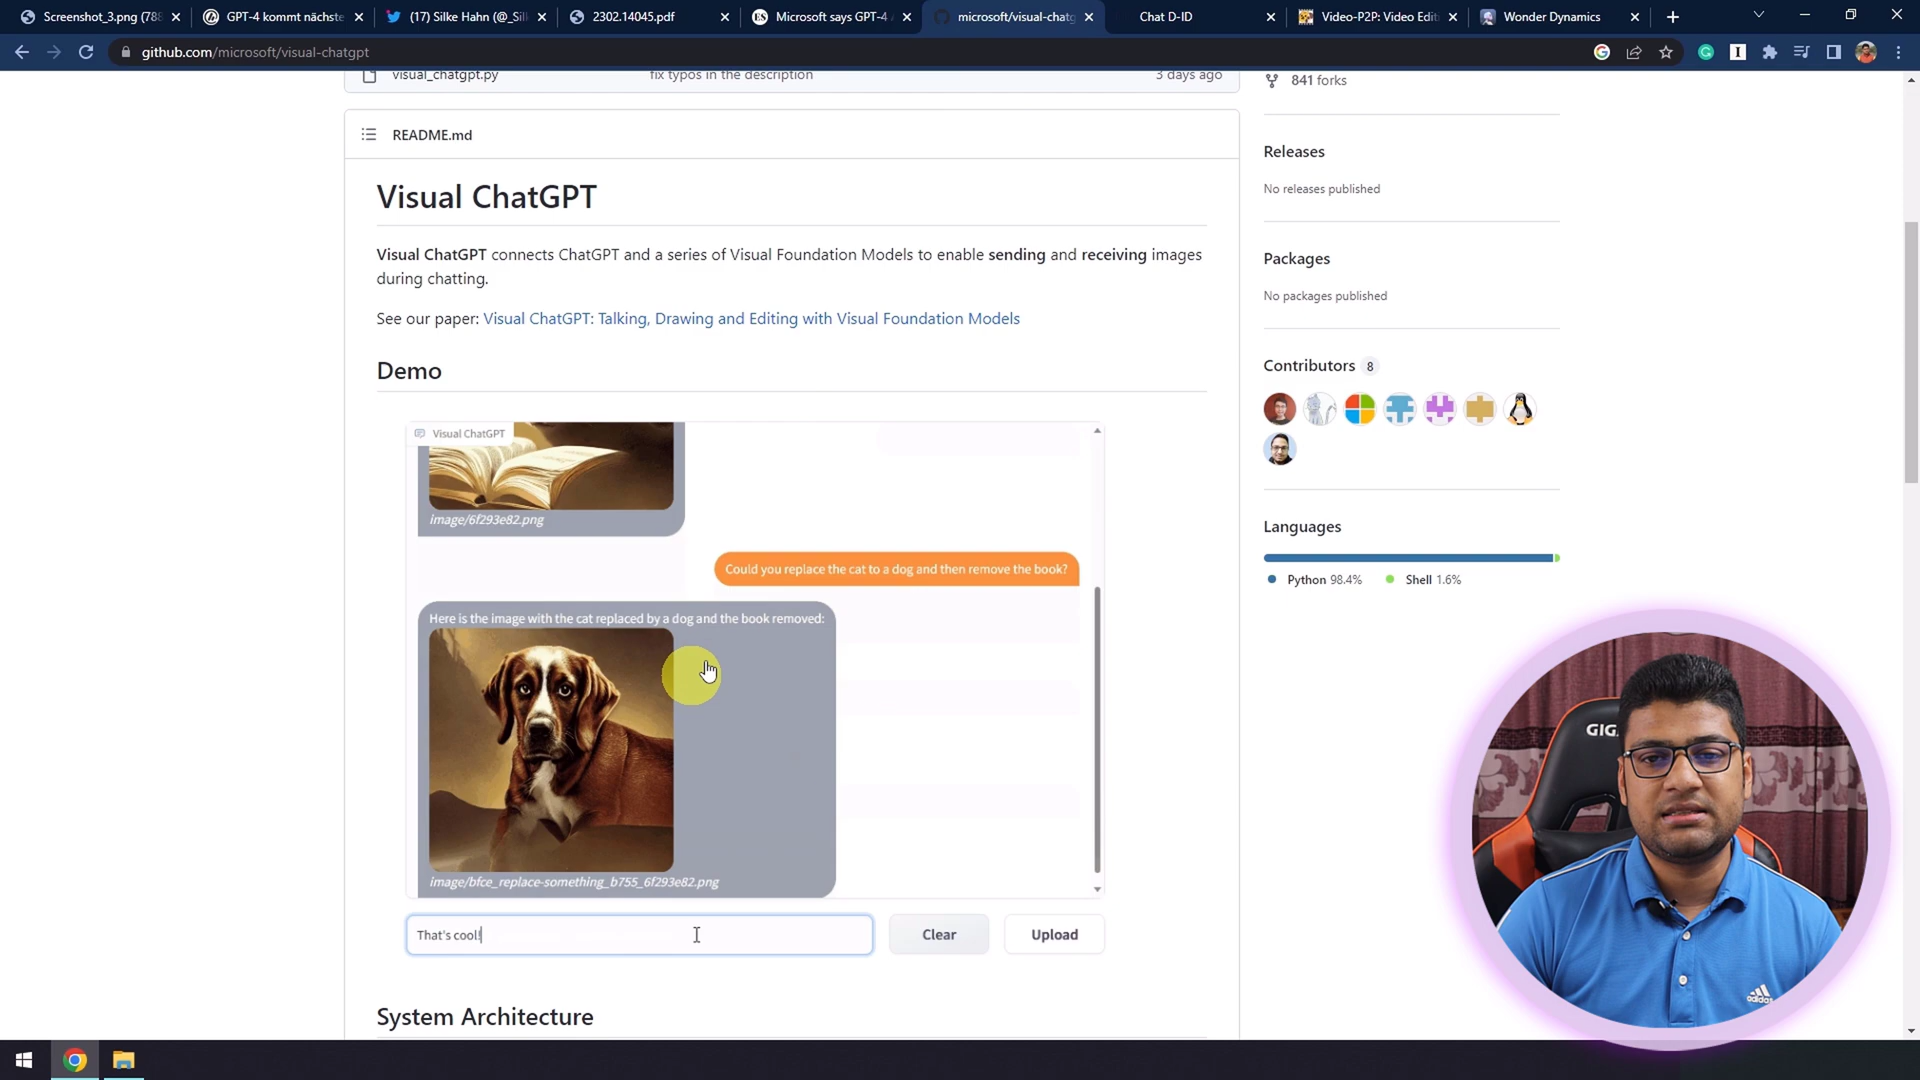 Screenshot_3.png (788
GPT-4 kommt nächste
(17) Silke Hahn (@_Sil
2302.14045.pdf
Microsoft says GPT-4
microsoft/visual-chatg
Chat D-ID
Video-P2P: Video Edit
Wonder Dynamics
github.com/microsoft/visual-chatgpt
visual_chatgpt.py
fix typos in the description
3 days ago
841 forks
README.md
Releases
No releases published
Visual ChatGPT
Visual ChatGPT connects ChatGPT and a series of Visual Foundation Models to enable sending and receiving images
during chatting.
Packages
No packages published
See our paper: Visual ChatGPT: Talking, Drawing and Editing with Visual Foundation Models
Demo
Contributors 8
Visual ChatGPT
image/6f293e82.png
Languages
Python 98.4%
Shell 1.6%
Could you replace the cat to a dog and then remove the book?
Here is the image with the cat replaced by a dog and the book removed:
image/bfce_replace-something_b755_6f293e82.png
That's cool!
Clear
Upload
System Architecture
GIG
adidas